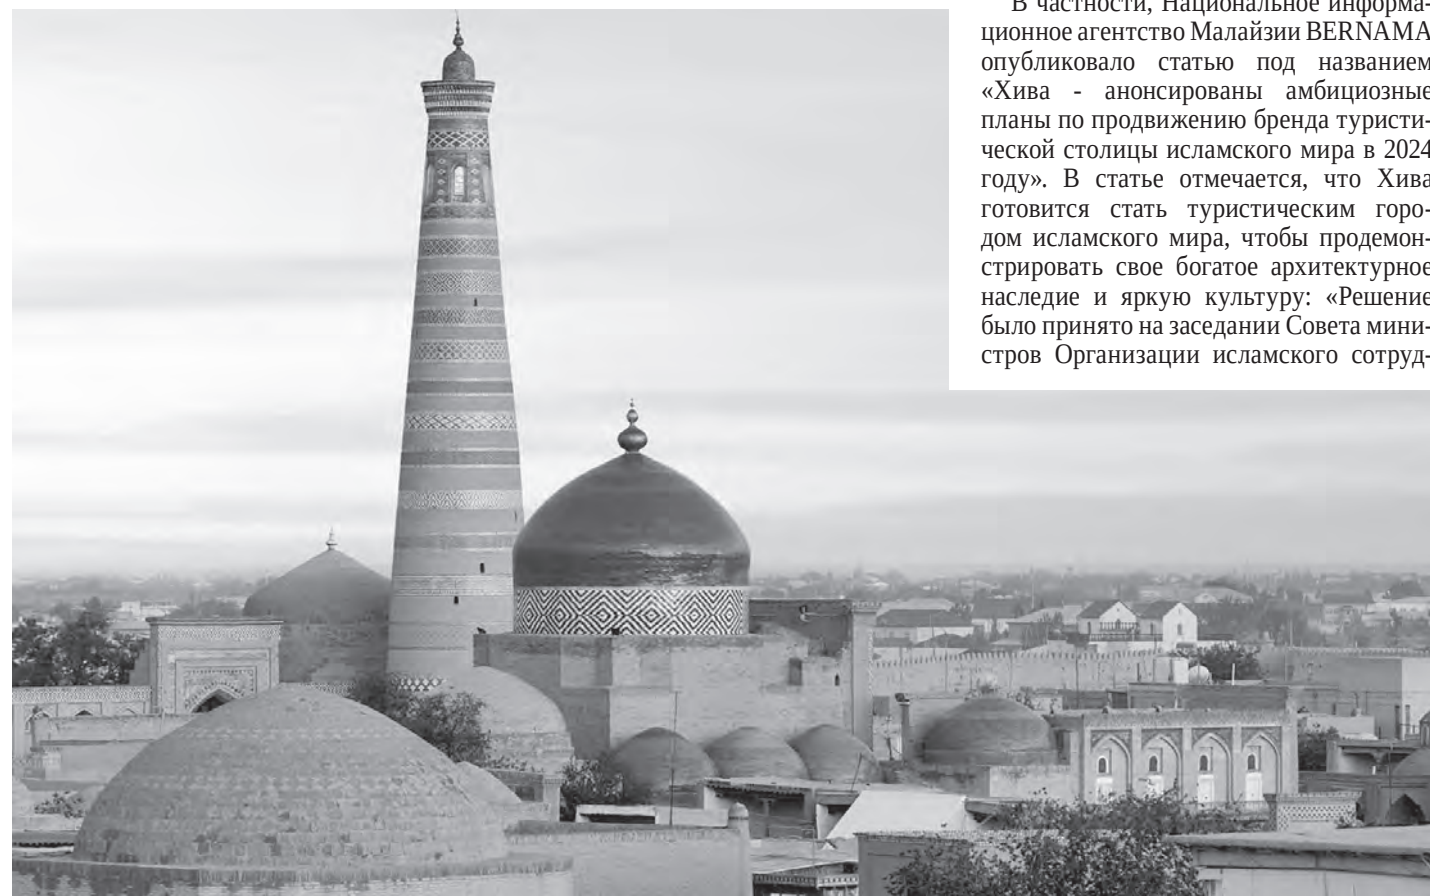 В частности, Национальное информа-
ционное агентство Малайзии BERNAMA
опубликовало статью под названием
«Хива - анонсированы амбициозные
планы по продвижению бренда туристи-
ческой столицы исламского мира в 2024
году». В статье отмечается, что Хива
готовится стать туристическим горо-
дом исламского мира, чтобы продемон-
стрировать свое богатое архитектурное
наследие и яркую культуру: «Решение
было принято на заседании Совета мини-
стров Организации исламского сотруд-